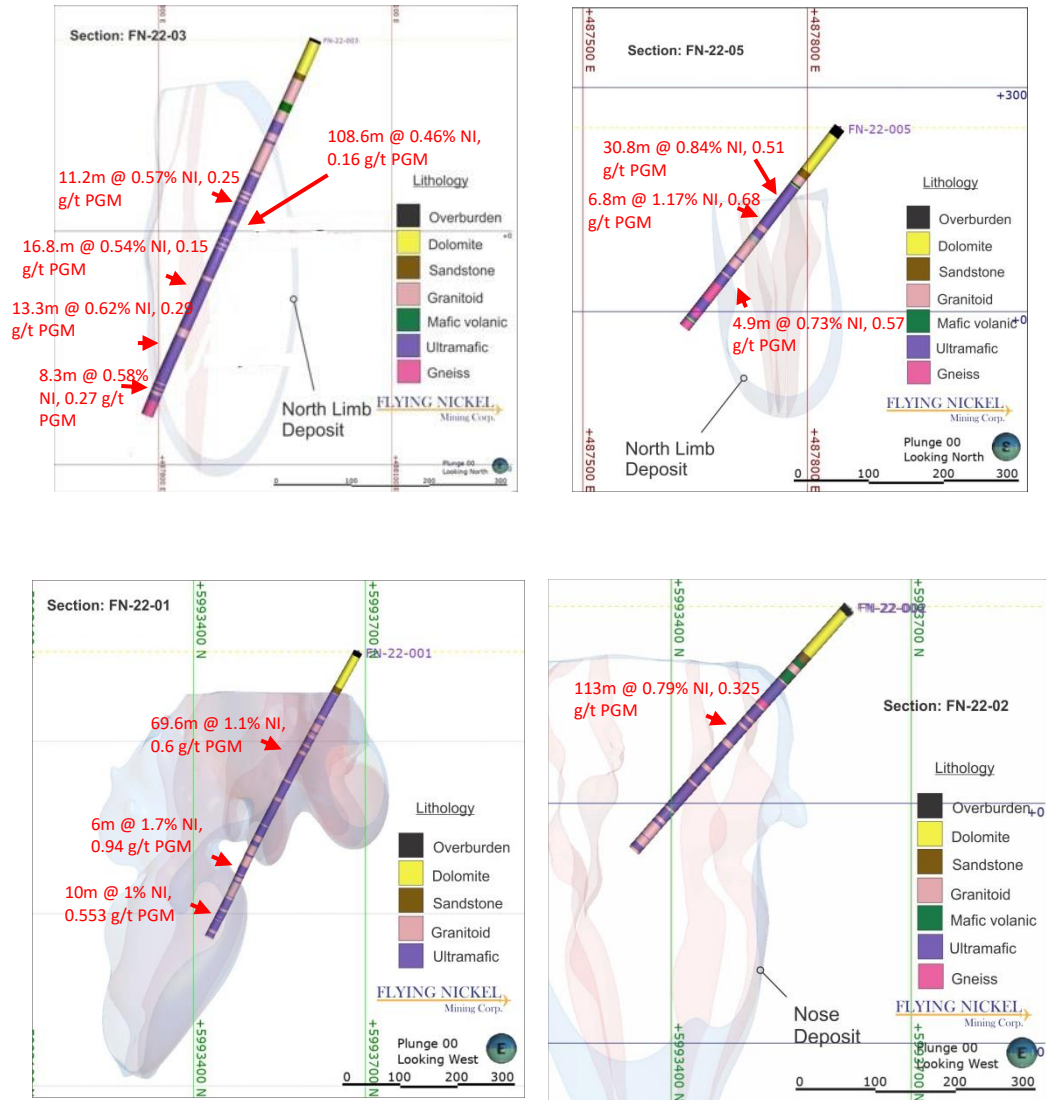 Section: FN-22-03
FN-22-003
108.6m @ 0.46% NI,
0.16 g/t PGM
11.2m @ 0.57% NI, 0.25
g/t PGM
16.8.m @ 0.54% NI, 0.15
g/t PGM
13.3m @ 0.62% NI, 0.29
g/t PGM
8.3m @ 0.58%
NI, 0.27 g/t
PGM
Lithology
Overburden
Dolomite
Sandstone
Granitoid
Mafic volanic
Ultramafic
Gneiss
+0
North Limb
Deposit
FLYING NICKEL
Mining Corp.
Plunge 00
Looking North
0 100 200 300
Section: FN-22-05
+487500 E
+487800 E
+300
FN-22-005
30.8m @ 0.84% NI, 0.51
g/t PGM
6.8m @ 1.17% NI, 0.68
g/t PGM
4.9m @ 0.73% NI, 0.57
g/t PGM
Lithology
Overburden
Dolomite
Sandstone
Granitoid
Mafic volanic
Ultramafic
Gneiss
+0
North Limb
Deposit
FLYING NICKEL
Mining Corp.
+487500 E
+487800 E
Plunge 00
Looking North
0 100 200 300
Section: FN-22-01
+5993400 N
+5993700 N
FN-22-001
69.6m @ 1.1% NI,
0.6 g/t PGM
6m @ 1.7% NI,
0.94 g/t PGM
10m @ 1% NI,
0.553 g/t PGM
Lithology
Overburden
Dolomite
Sandstone
Granitoid
Ultramafic
FLYING NICKEL
Mining Corp.
+5993400 N
+5993700 N
Plunge 00
Looking West
E
0 100 200 300
+5993400 N
+5993700 N
113m @ 0.79% NI, 0.325
g/t PGM
Section: FN-22-02
Lithology
Overburden
Dolomite
Sandstone
Granitoid
Mafic volanic
Ultramafic
Gneiss
+0
Nose
Deposit
FLYING NICKEL
Mining Corp.
+5993400 N
+5993700 N
Plunge 00
Looking West
E
0 100 200 300